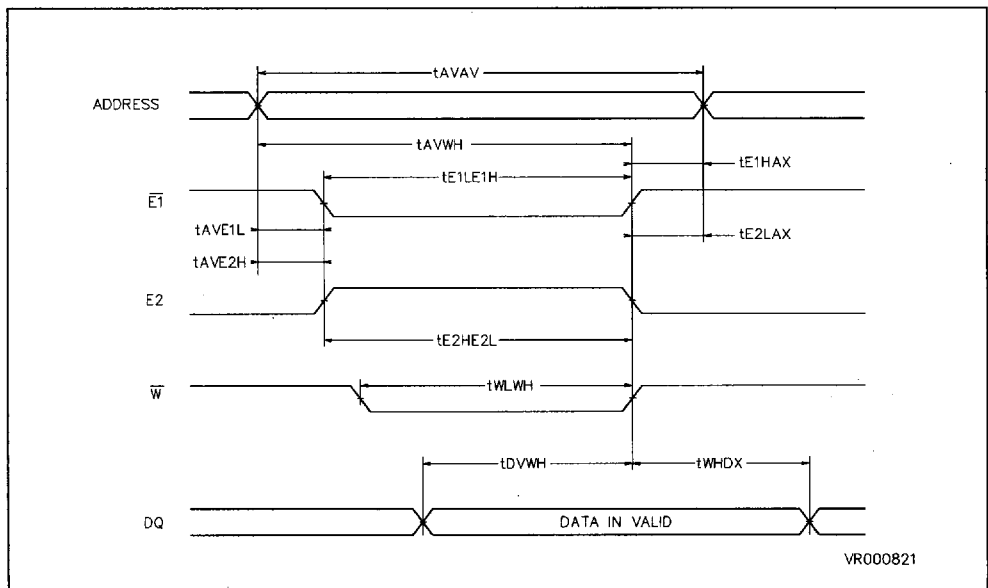 tAVAV
ADDRESS
tAVWH
tE1HAX
tE1LE1H
E1
tAVE1L
tE2LAX
tAVE2H
E2
tE2HE2L
tWLWH
W
tDVWH
tWHDX
DQ
DATA IN VALID
VR000821